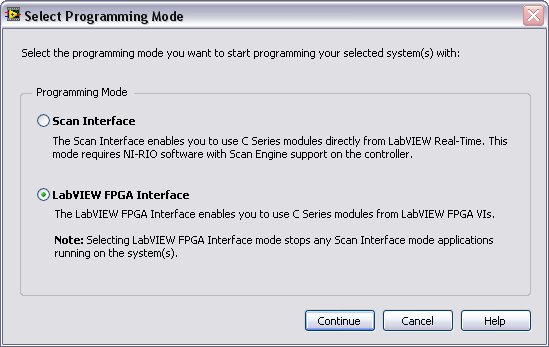 Select Programming Mode
Select the programming mode you want to start programming your selected system(s) with:
Programming Mode
Scan Interface
The Scan Interface enables you to use C Series modules directly from LabVIEW Real-Time. This
mode requires NI-RIO software with Scan Engine support on the controller.
LabVIEW FPGA Interface
The LabVIEW FPGA Interface enables you to use C Series modules from LabVIEW FPGA VIs.
Note: Selecting LabVIEW FPGA Interface mode stops any Scan Interface mode applications
running on the system(s).
Continue
Cancel
Help